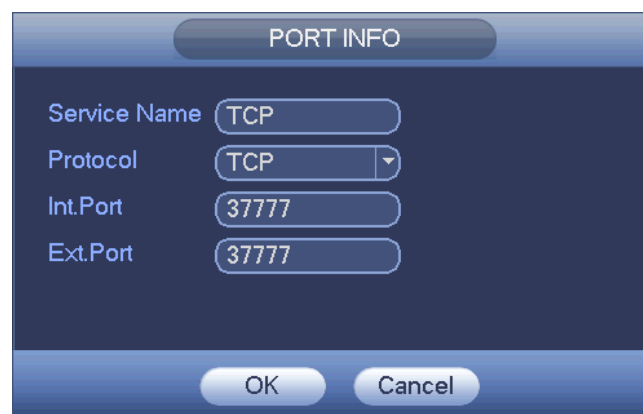 PORT INFO
Service Name TCP
Protocol TCP
Int.Port 37777
Ext.Port 37777
OK Cancel